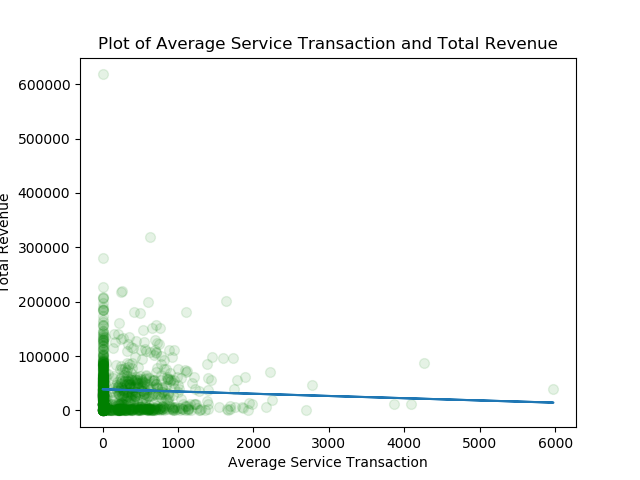 Plot of Average Service Transaction and Total Revenue
600000
500000
400000
300000
200000
100000
0
Total Revenue
0 1000 2000 3000 4000 5000 6000
Average Service Transaction